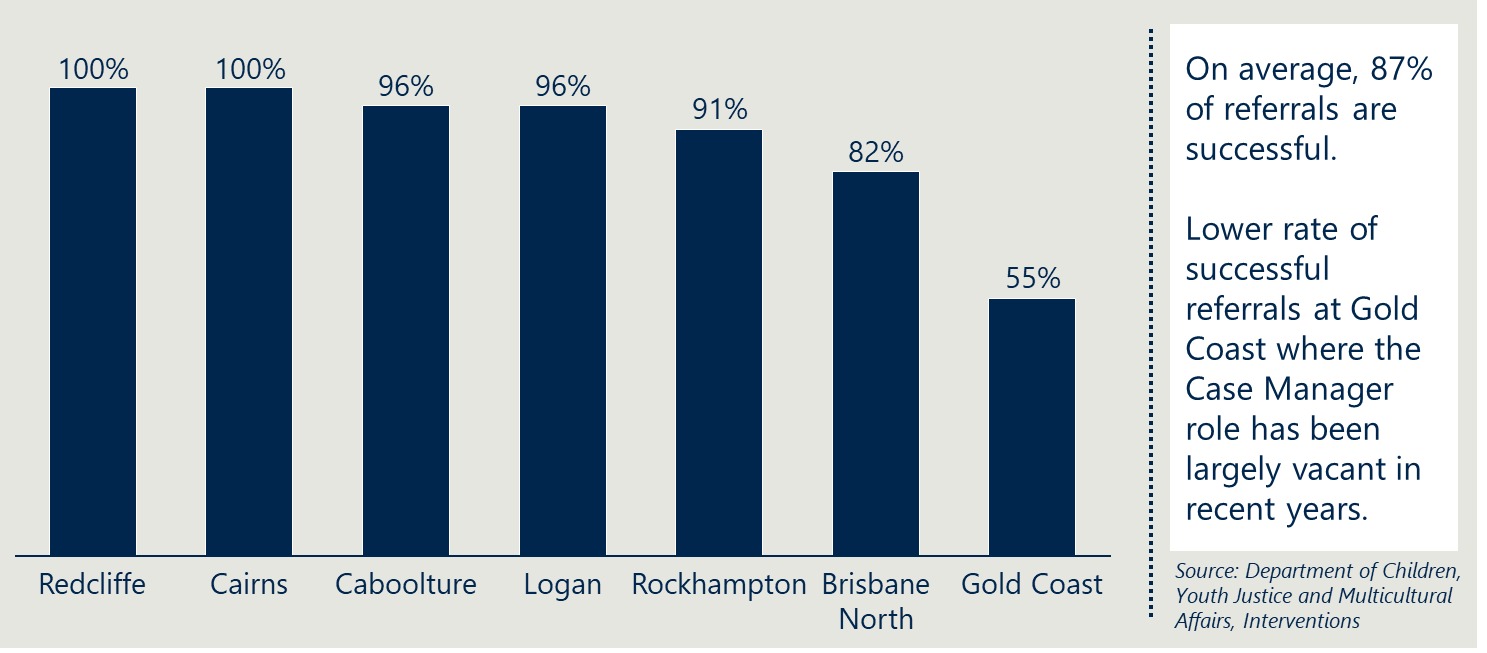 100%
100%
96%
96%
91%
82%
55%
Redcliffe
Cairns
Caboolture
Logan
Rockhampton
Brisbane
North
Gold Coast
On average, 87%
of referrals are
successful.
Lower rate of
successful
referrals at Gold
Coast where the
Case Manager
role has been
largely vacant in
recent years.
Source: Department of Children,
Youth Justice and Multicultural
Affairs, Interventions